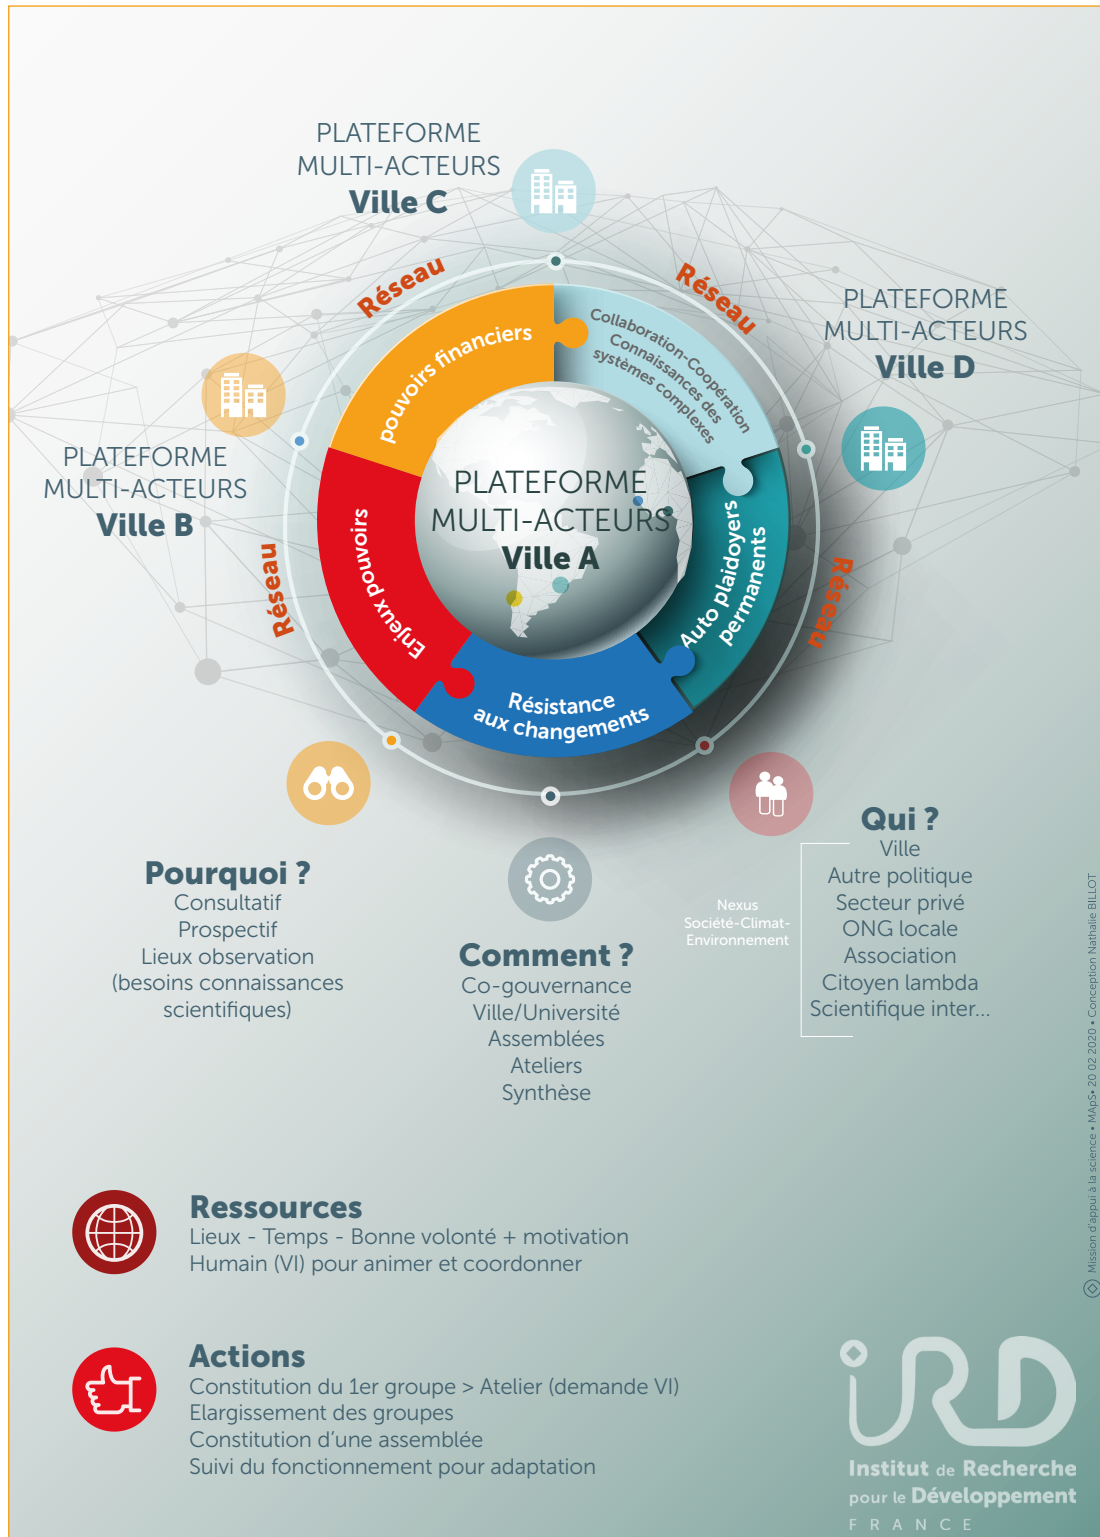 PLATEFORME
MULTI-ACTEURS
Ville C
Réseau
Réseau
PLATEFORME
MULTI-ACTEURS
Ville D
pouvoirs financiers
Collaboration-Coopération
Connaissances des
systèmes complexes
PLATEFORME
MULTI-ACTEURS
Ville B
PLATEFORME
MULTI-ACTEURS
Ville A
Enjeux pouvoirs
Auto plaidoyers
permanents
Réseau
Réseau
Résistance
aux changements
Pourquoi ?
Consultatif
Prospectif
Lieux observation
(besoins connaissances
scientifiques)
Comment ?
Co-gouvernance
Ville/Université
Assemblées
Ateliers
Synthèse
Nexus
Société-Climat-
Environnement
Qui ?
Ville
Autre politique
Secteur privé
ONG locale
Association
Citoyen lambda
Scientifique inter...
Mission d'appui à la science • MApS• 20 02 2020 • Conception Nathalie BILLOT
Ressources
Lieux - Temps - Bonne volonté + motivation
Humain (VI) pour animer et coordonner
Actions
Constitution du 1er groupe > Atelier (demande VI)
Elargissement des groupes
Constitution d'une assemblée
Suivi du fonctionnement pour adaptation
iRD
Institut de Recherche
pour le Développement
FRANCE